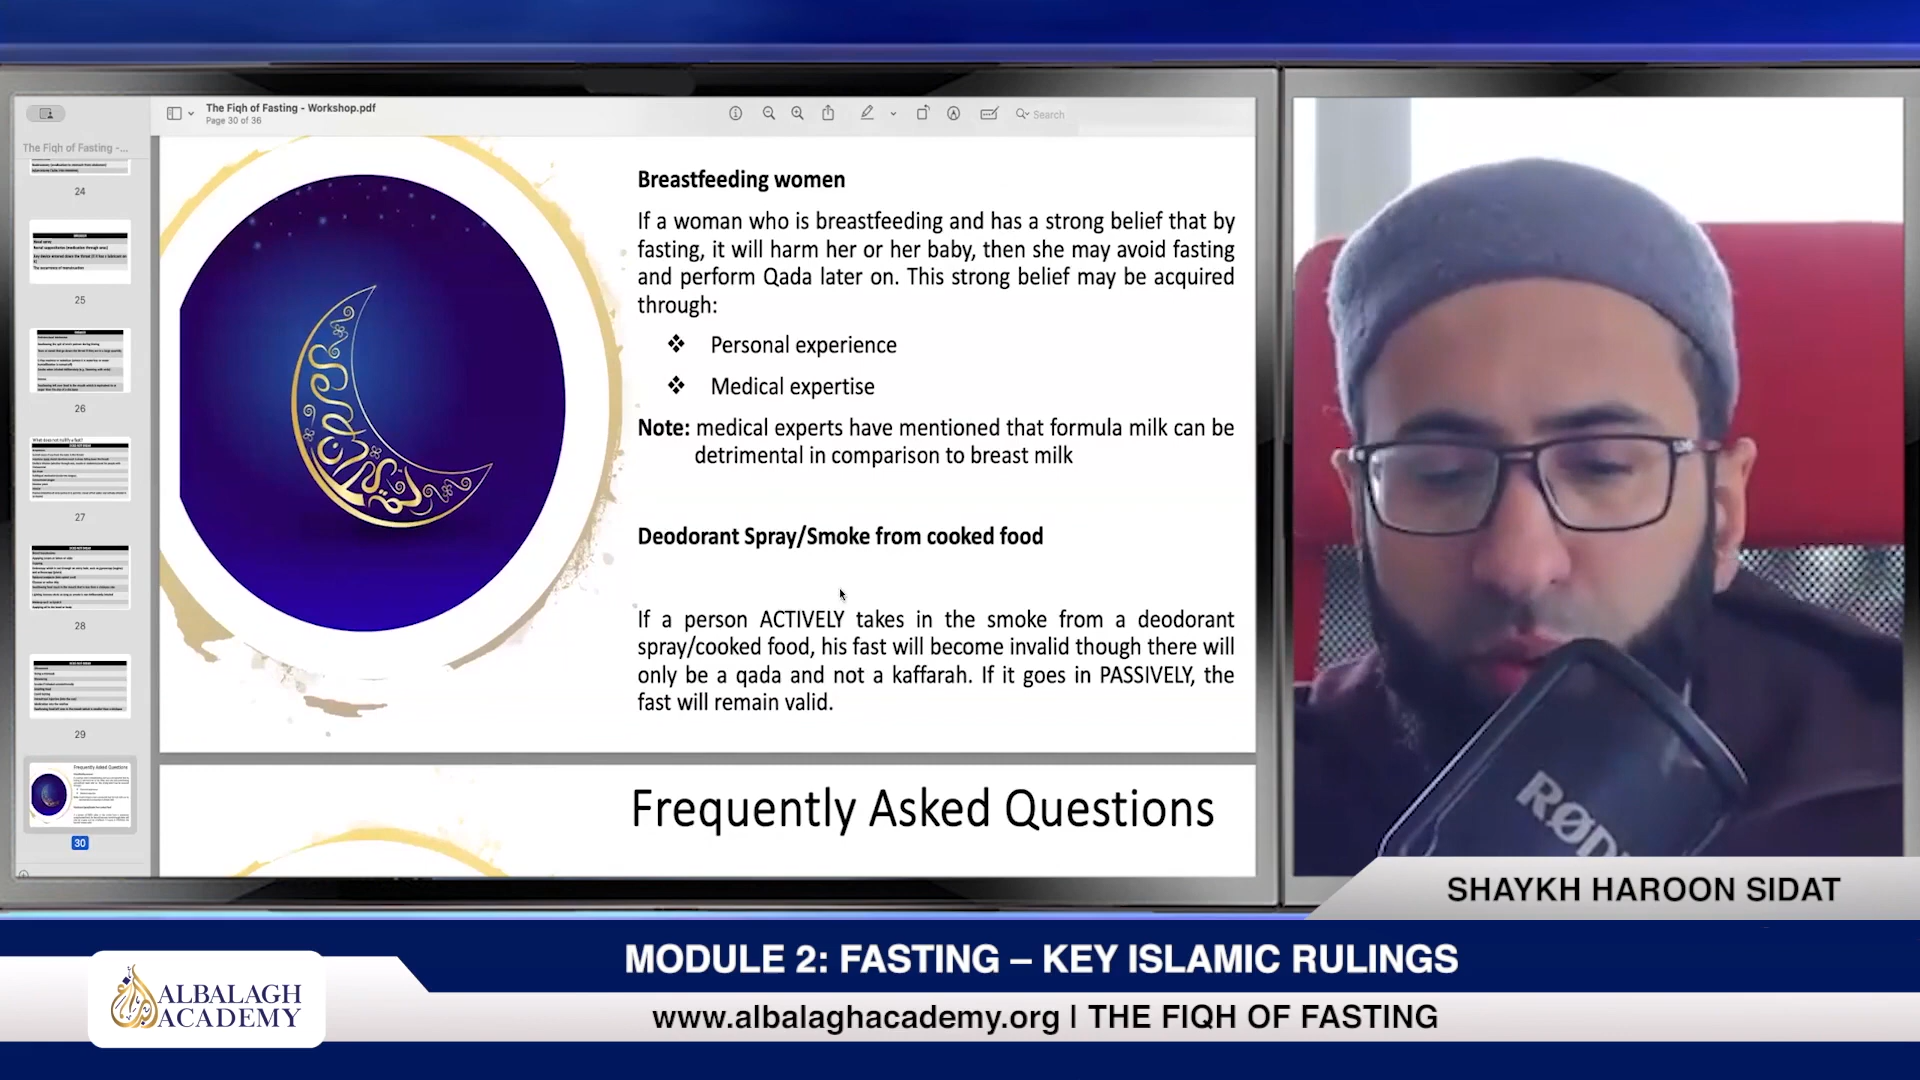 The Fiqh of Fasting - Workshop.pdf
Page 30 of 36
Search
The Fiqh of Fasting -...
24
25
26
27
28
29
30
Breastfeeding women
If a woman who is breastfeeding and has a strong belief that by
fasting, it will harm her or her baby, then she may avoid fasting
and perform Qada later on. This strong belief may be acquired
through:
❖ Personal experience
❖ Medical expertise
Note: medical experts have mentioned that formula milk can be
detrimental in comparison to breast milk
Deodorant Spray/Smoke from cooked food
If a person ACTIVELY takes in the smoke from a deodorant
spray/cooked food, his fast will become invalid though there will
only be a qada and not a kaffarah. If it goes in PASSIVELY, the
fast will remain valid.
Frequently Asked Questions
RØD
SHAYKH HAROON SIDAT
MODULE 2: FASTING – KEY ISLAMIC RULINGS
ALBALAGH
ACADEMY
www.albalaghacademy.org | THE FIQH OF FASTING